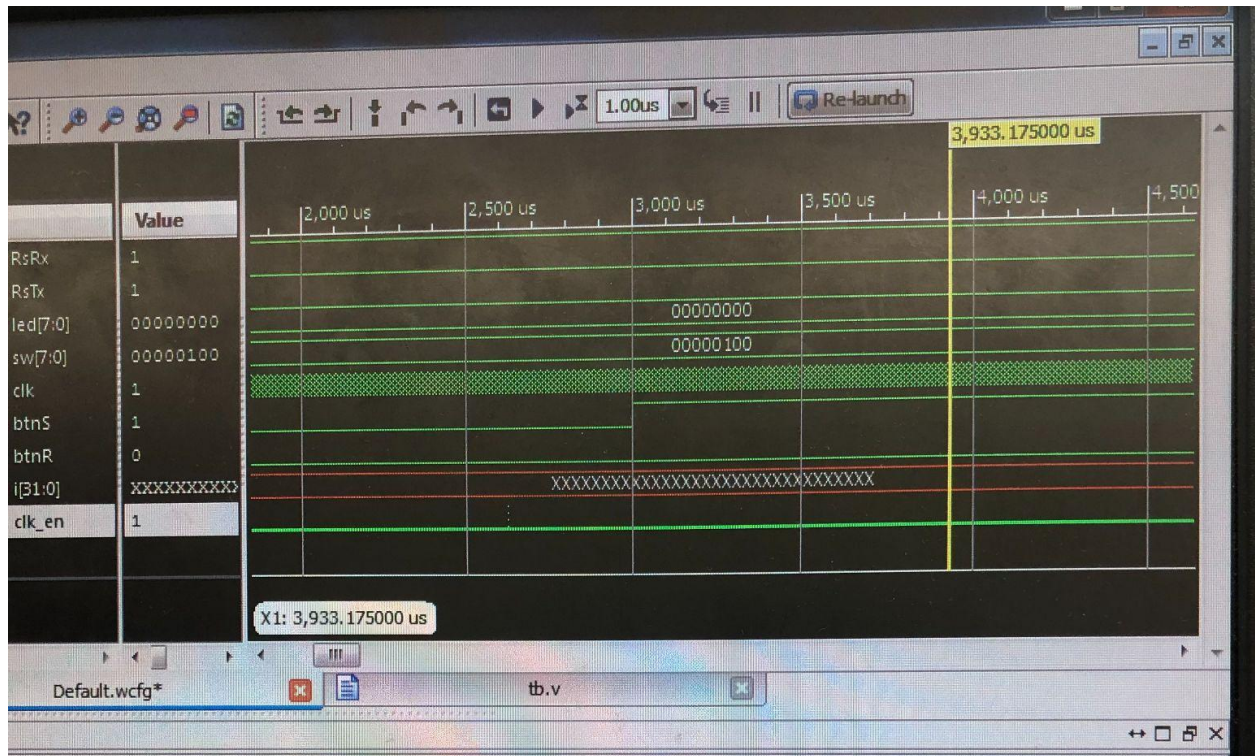 1.00us
Re-launch
3,933.175000 us
Value
2,000 us
2,500 us
3,000 us
3,500 us
4,000 us
4,500
RsRx 1
RsTx 1
led[7:0] 00000000 00000000
sw[7:0] 00000100 00000100
clk 1
btnS 1
btnR 0
i[31:0] XXXXXXXXXX XXXXXXXXXXXXXXXXXXXXXXXXXXXXXXXX
clk_en 1
X1: 3,933.175000 us
Default.wcfg*
tb.v